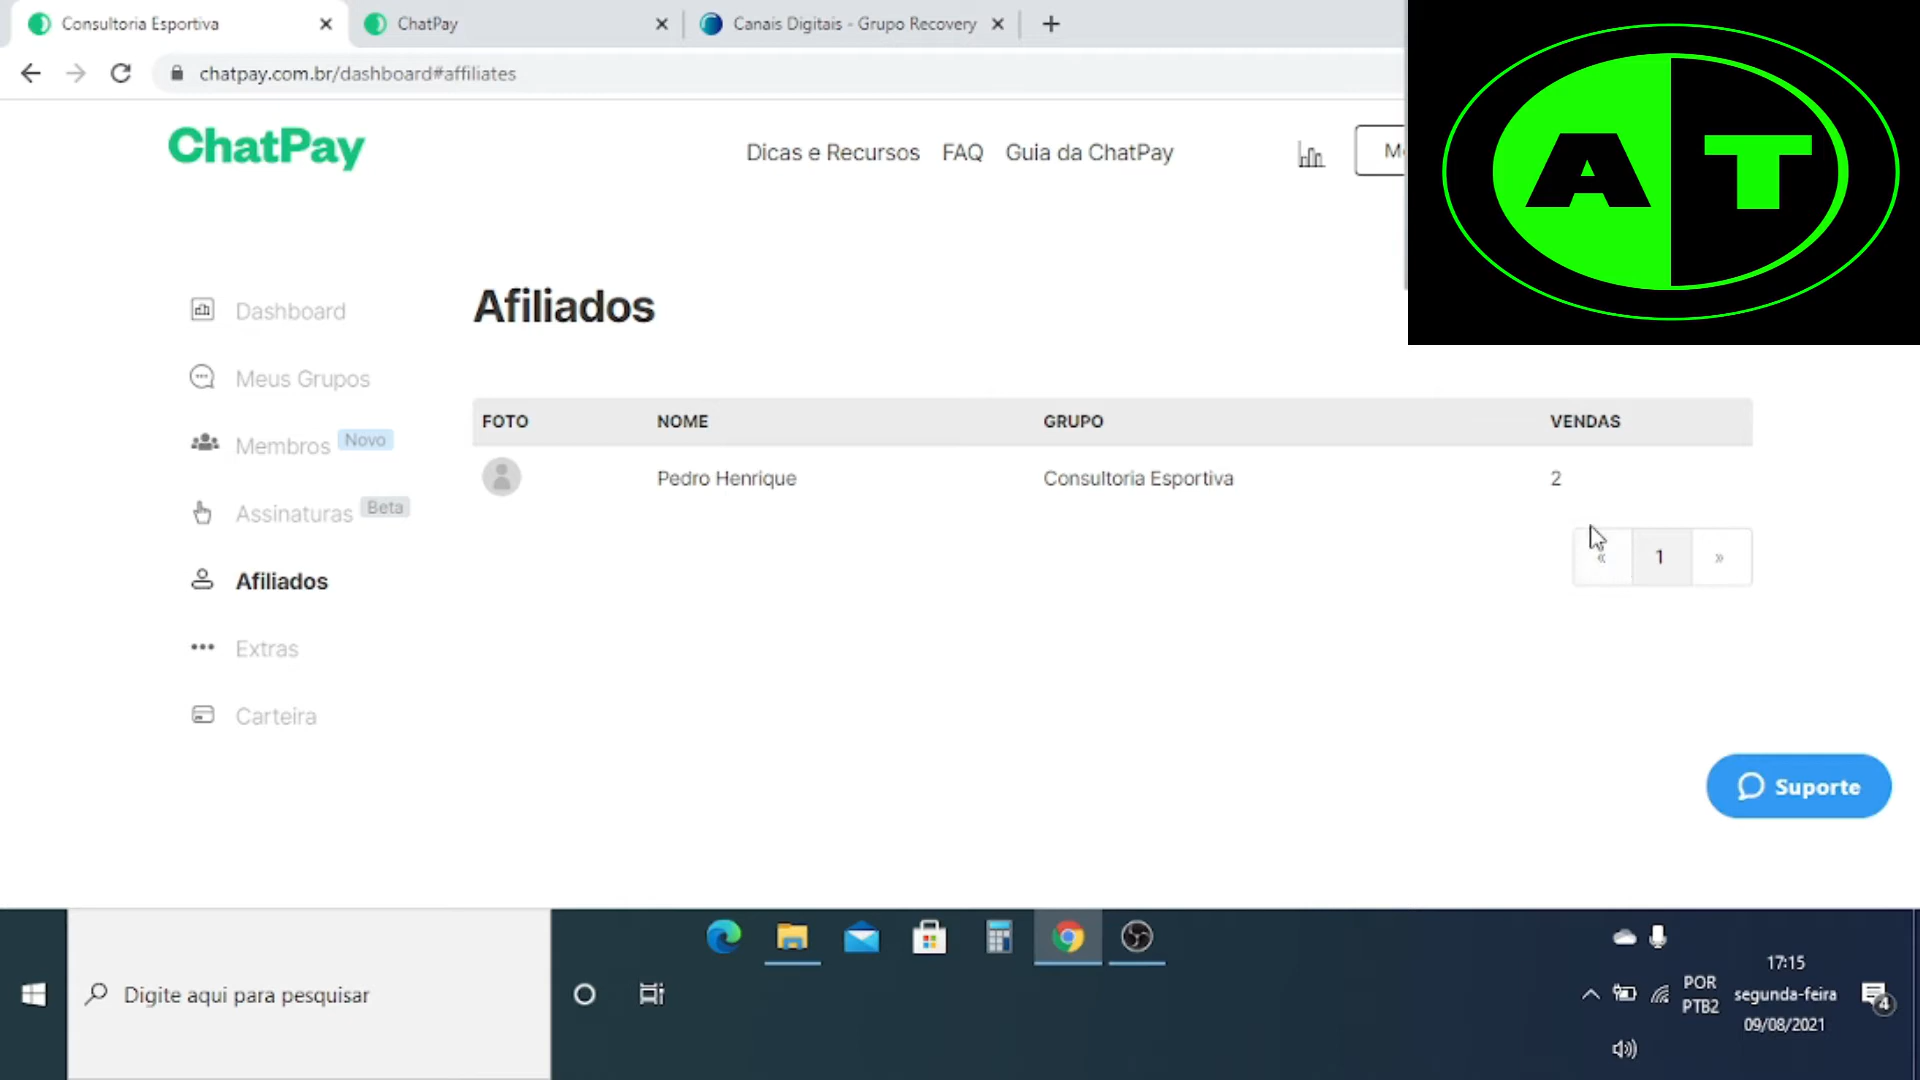 Consultoria Esportiva
ChatPay
Canais Digitais - Grupo Recovery
chatpay.com.br/dashboard#affiliates
ChatPay
Dicas e Recursos
FAQ
Guia da ChatPay
A T
Afiliados
Dashboard
Meus Grupos
Membros Novo
Assinaturas Beta
Afiliados
Extras
Carteira
FOTO NOME GRUPO VENDAS
Pedro Henrique Consultoria Esportiva 2
« 1 »
Suporte
Digite aqui para pesquisar
POR
PTB2
17:15
segunda-feira
09/08/2021
4